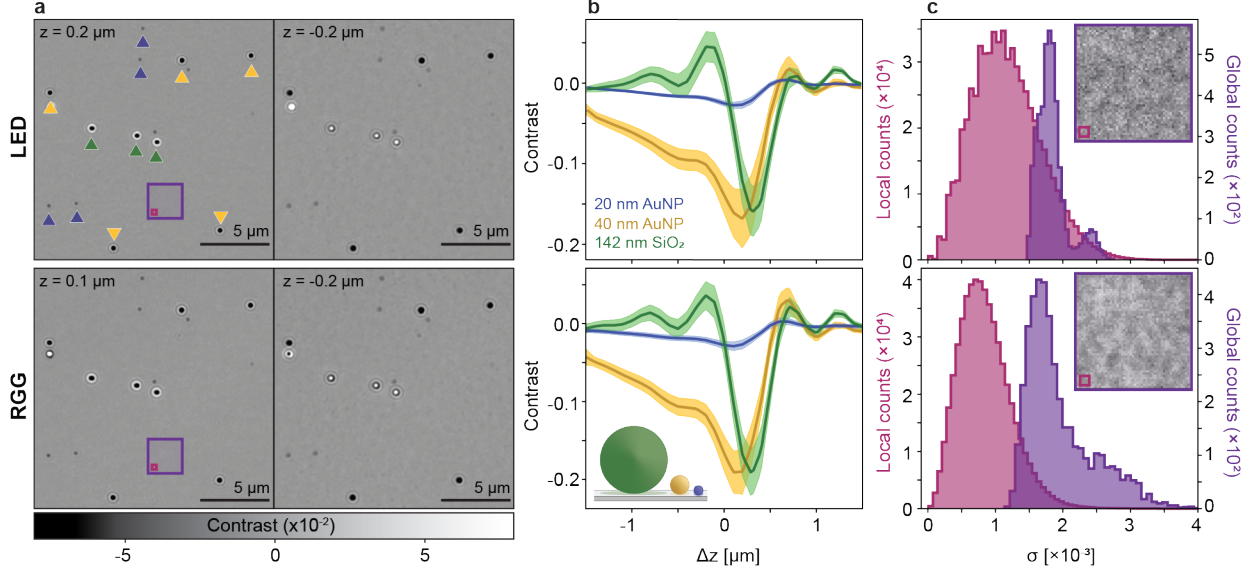 a
b
c
LED
z = 0.2 µm
z = -0.2 µm
5 µm
5 µm
RGG
z = 0.1 µm
z = -0.2 µm
5 µm
5 µm
Contrast (x10⁻²)
-5
0
5
Contrast
0.0
-0.1
-0.2
20 nm AuNP
40 nm AuNP
142 nm SiO₂
Contrast
0.0
-0.1
-0.2
-1
0
1
Δz [µm]
Local counts (×10⁴)
3
2
1
0
Global counts (×10²)
5
4
3
2
1
0
Local counts (×10⁴)
4
3
2
1
0
Global counts (×10²)
4
3
2
1
0
0
1
2
3
4
σ [×10⁻³]